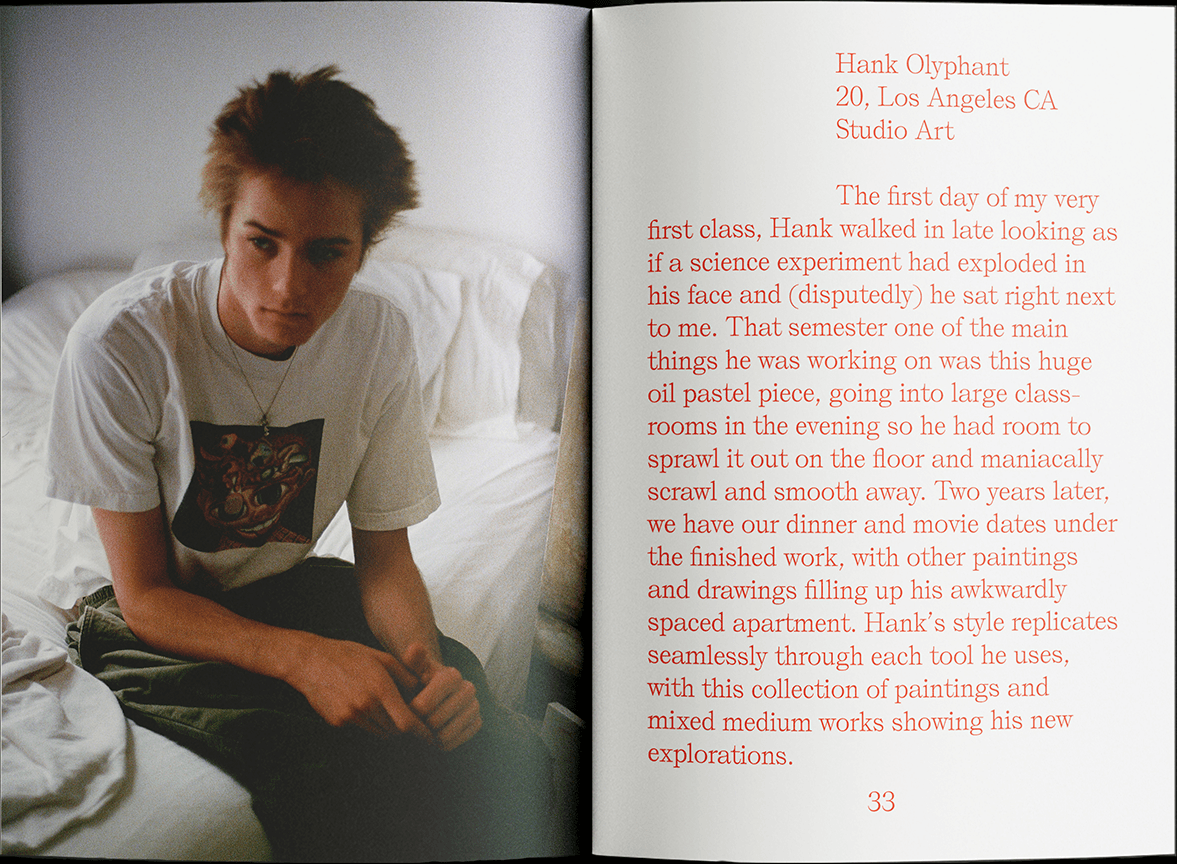 Hank Olyphant
20, Los Angeles CA
Studio Art
The first day of my very
first class, Hank walked in late looking as
if a science experiment had exploded in
his face and (disputedly) he sat right next
to me. That semester one of the main
things he was working on was this huge
oil pastel piece, going into large class-
rooms in the evening so he had room to
sprawl it out on the floor and maniacally
scrawl and smooth away. Two years later,
we have our dinner and movie dates under
the finished work, with other paintings
and drawings filling up his awkwardly
spaced apartment. Hank’s style replicates
seamlessly through each tool he uses,
with this collection of paintings and
mixed medium works showing his new
explorations.
33